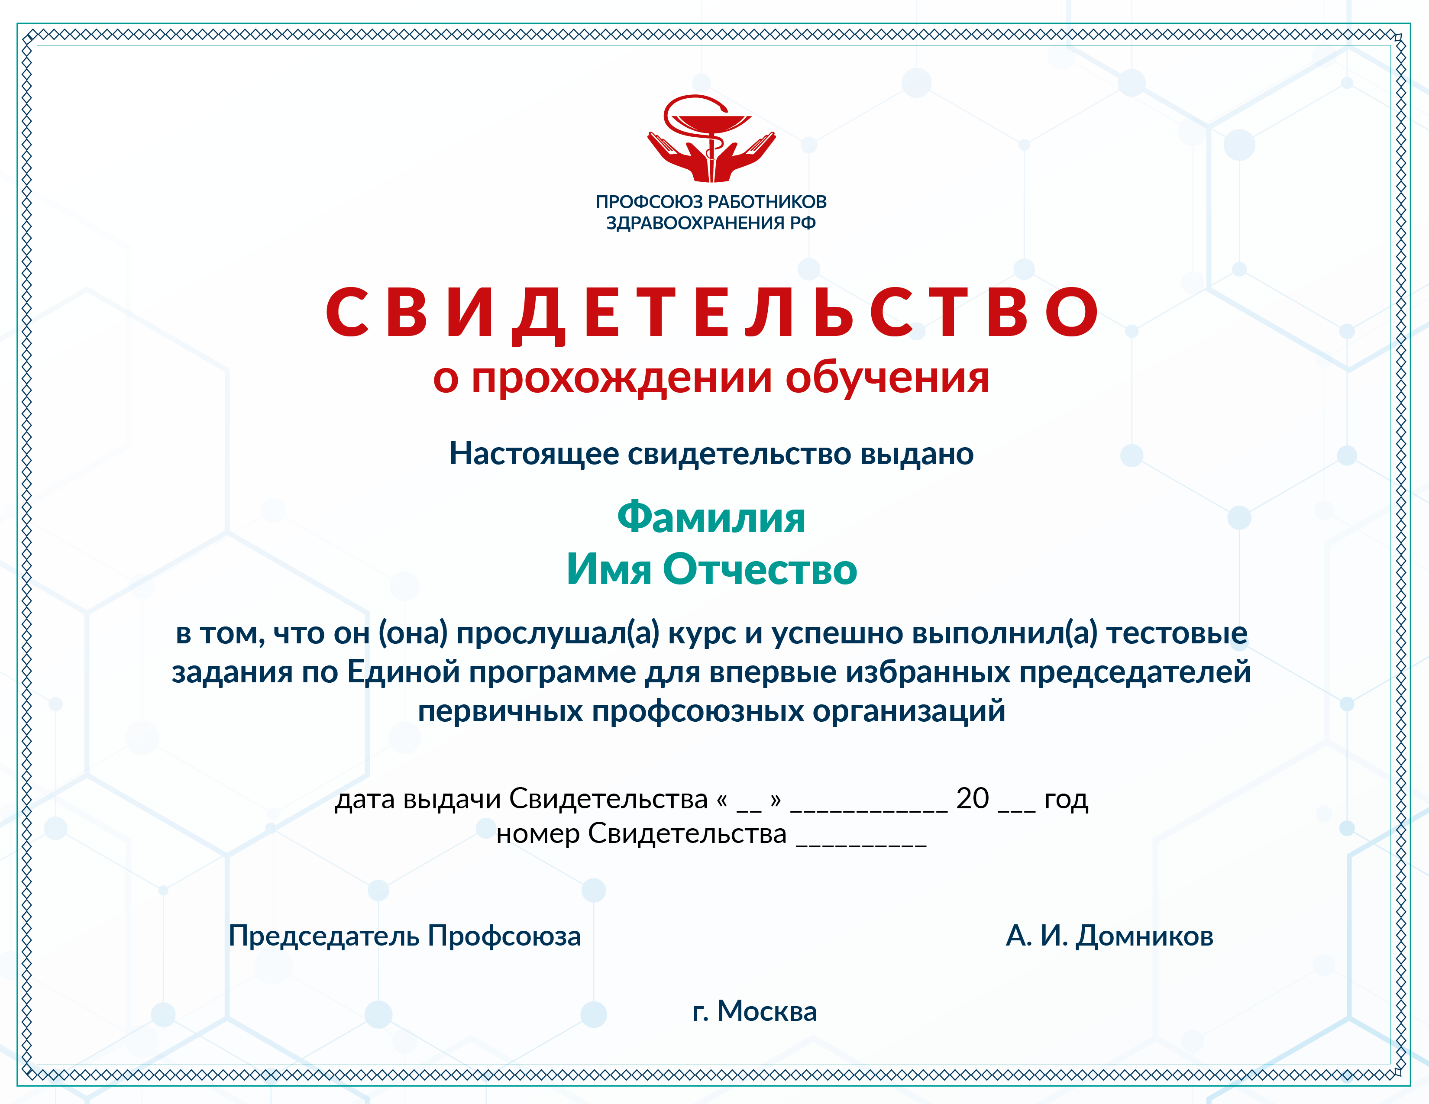 ПРОФСОЮЗ РАБОТНИКОВ
ЗДРАВООХРАНЕНИЯ РФ
СВИДЕТЕЛЬСТВО
о прохождении обучения
Настоящее свидетельство выдано
Фамилия
Имя Отчество
в том, что он (она) прослушал(а) курс и успешно выполнил(а) тестовые
задания по Единой программе для впервые избранных председателей
первичных профсоюзных организаций
дата выдачи Свидетельства « __ » ____________ 20 ___ год
номер Свидетельства __________
Председатель Профсоюза А. И. Домников
г. Москва